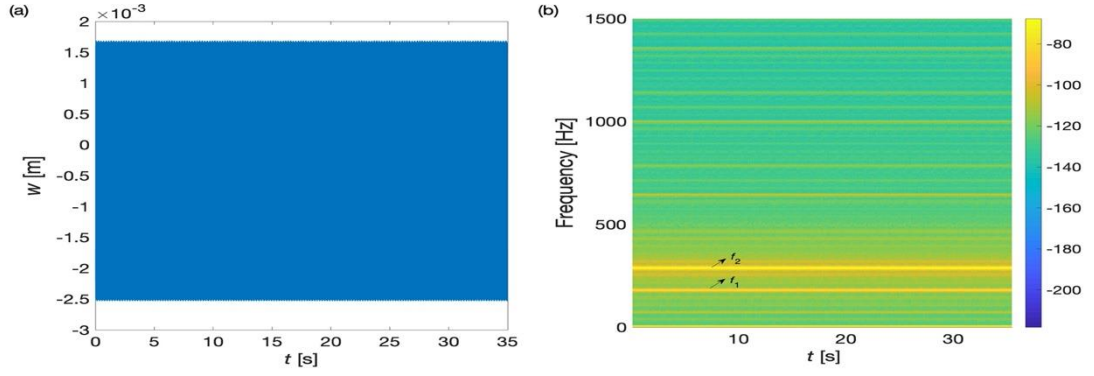 (a)
×10⁻³
2
1.5
1
0.5
0
-0.5
-1
-1.5
-2
-2.5
-3
w [m]
0 5 10 15 20 25 30 35
t [s]
(b)
1500
1000
500
0
Frequency [Hz]
f₂
f₁
10 20 30
t [s]
-80
-100
-120
-140
-160
-180
-200